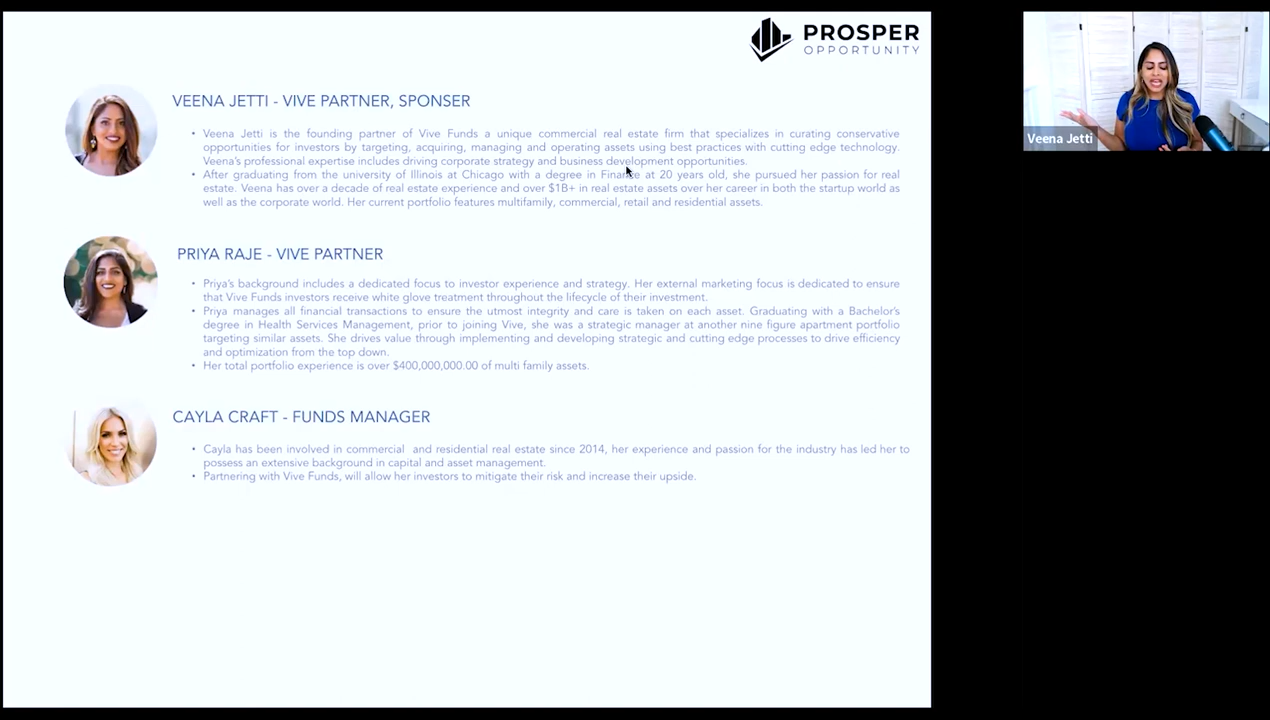 PROSPER
OPPORTUNITY
VEENA JETTI - VIVE PARTNER, SPONSER
• Veena Jetti is the founding partner of Vive Funds a unique commercial real estate firm that specializes in curating conservative
opportunities for investors by targeting, acquiring, managing and operating assets using best practices with cutting edge technology.
Veena's professional expertise includes driving corporate strategy and business development opportunities.
• After graduating from the university of Illinois at Chicago with a degree in Finance at 20 years old, she pursued her passion for real
estate. Veena has over a decade of real estate experience and over $1B+ in real estate assets over her career in both the startup world as
well as the corporate world. Her current portfolio features multifamily, commercial, retail and residential assets.
PRIYA RAJE - VIVE PARTNER
• Priya's background includes a dedicated focus to investor experience and strategy. Her external marketing focus is dedicated to ensure
that Vive Funds investors receive white glove treatment throughout the lifecycle of their investment.
• Priya manages all financial transactions to ensure the utmost integrity and care is taken on each asset. Graduating with a Bachelor's
degree in Health Services Management, prior to joining Vive, she was a strategic manager at another nine figure apartment portfolio
targeting similar assets. She drives value through implementing and developing strategic and cutting edge processes to drive efficiency
and optimization from the top down.
• Her total portfolio experience is over $400,000,000.00 of multi family assets.
CAYLA CRAFT - FUNDS MANAGER
• Cayla has been involved in commercial and residential real estate since 2014, her experience and passion for the industry has led her to
possess an extensive background in capital and asset management.
• Partnering with Vive Funds, will allow her investors to mitigate their risk and increase their upside.
Veena Jetti